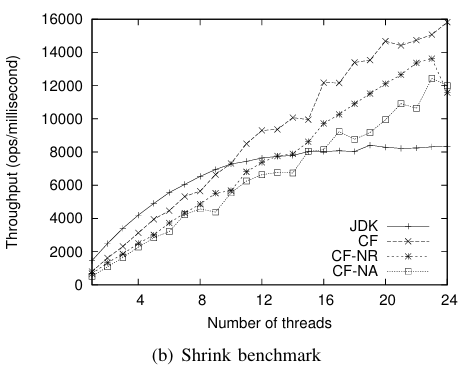 16000
14000
12000
10000
8000
6000
4000
2000
0
Throughput (ops/millisecond)
JDK
CF
CF-NR
CF-NA
4 8 12 16 20 24
Number of threads
(b) Shrink benchmark